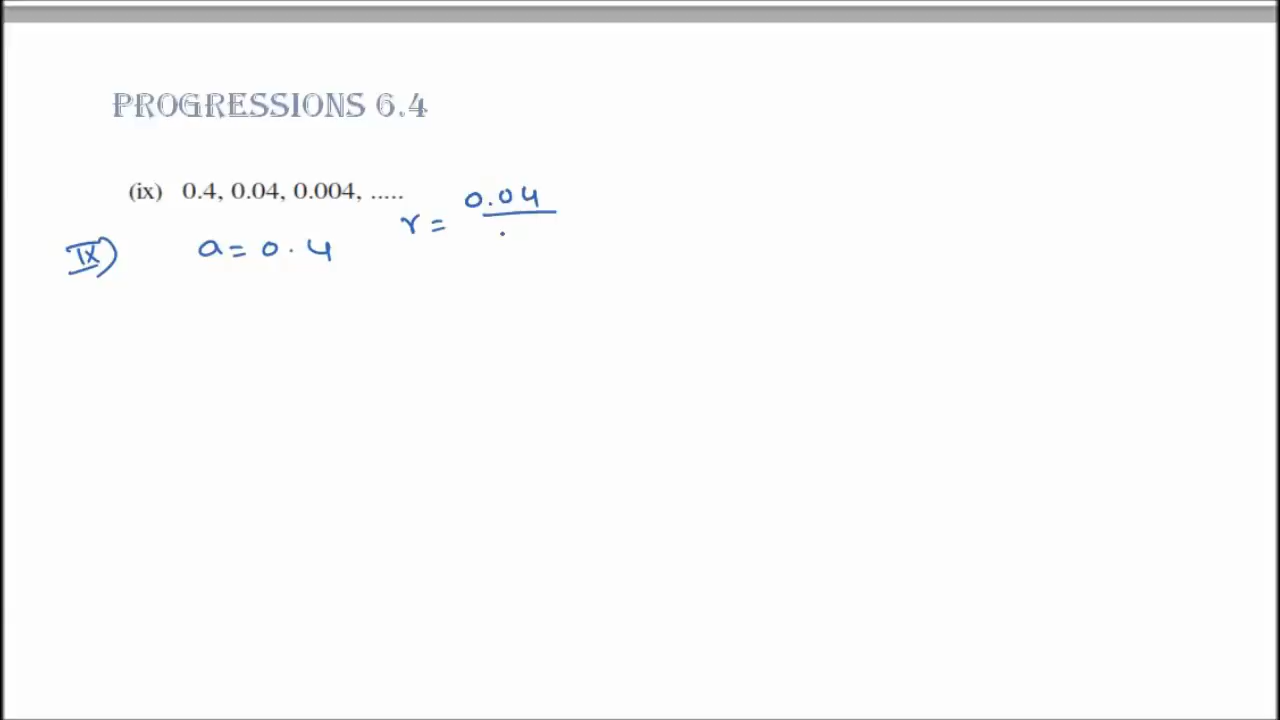 PROGRESSIONS 6.4
(ix) 0.4, 0.04, 0.004, .....
r = 0.04
IX) a = 0.4